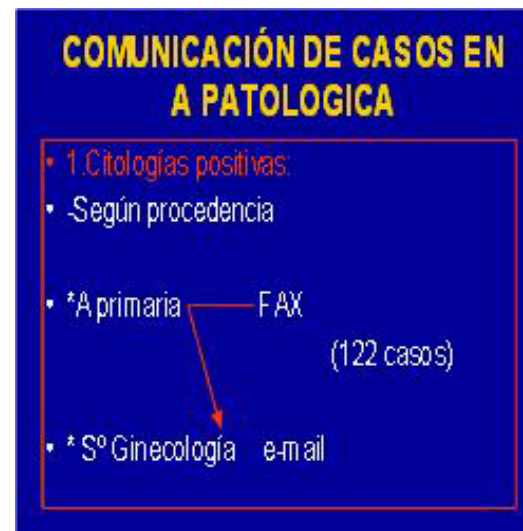 COMUNICACIÓN DE CASOS EN
A PATOLOGICA
• 1.Citologías positivas:
• -Según procedencia
• *A primaria FAX
(122 casos)
• * Sº Ginecología e-mail